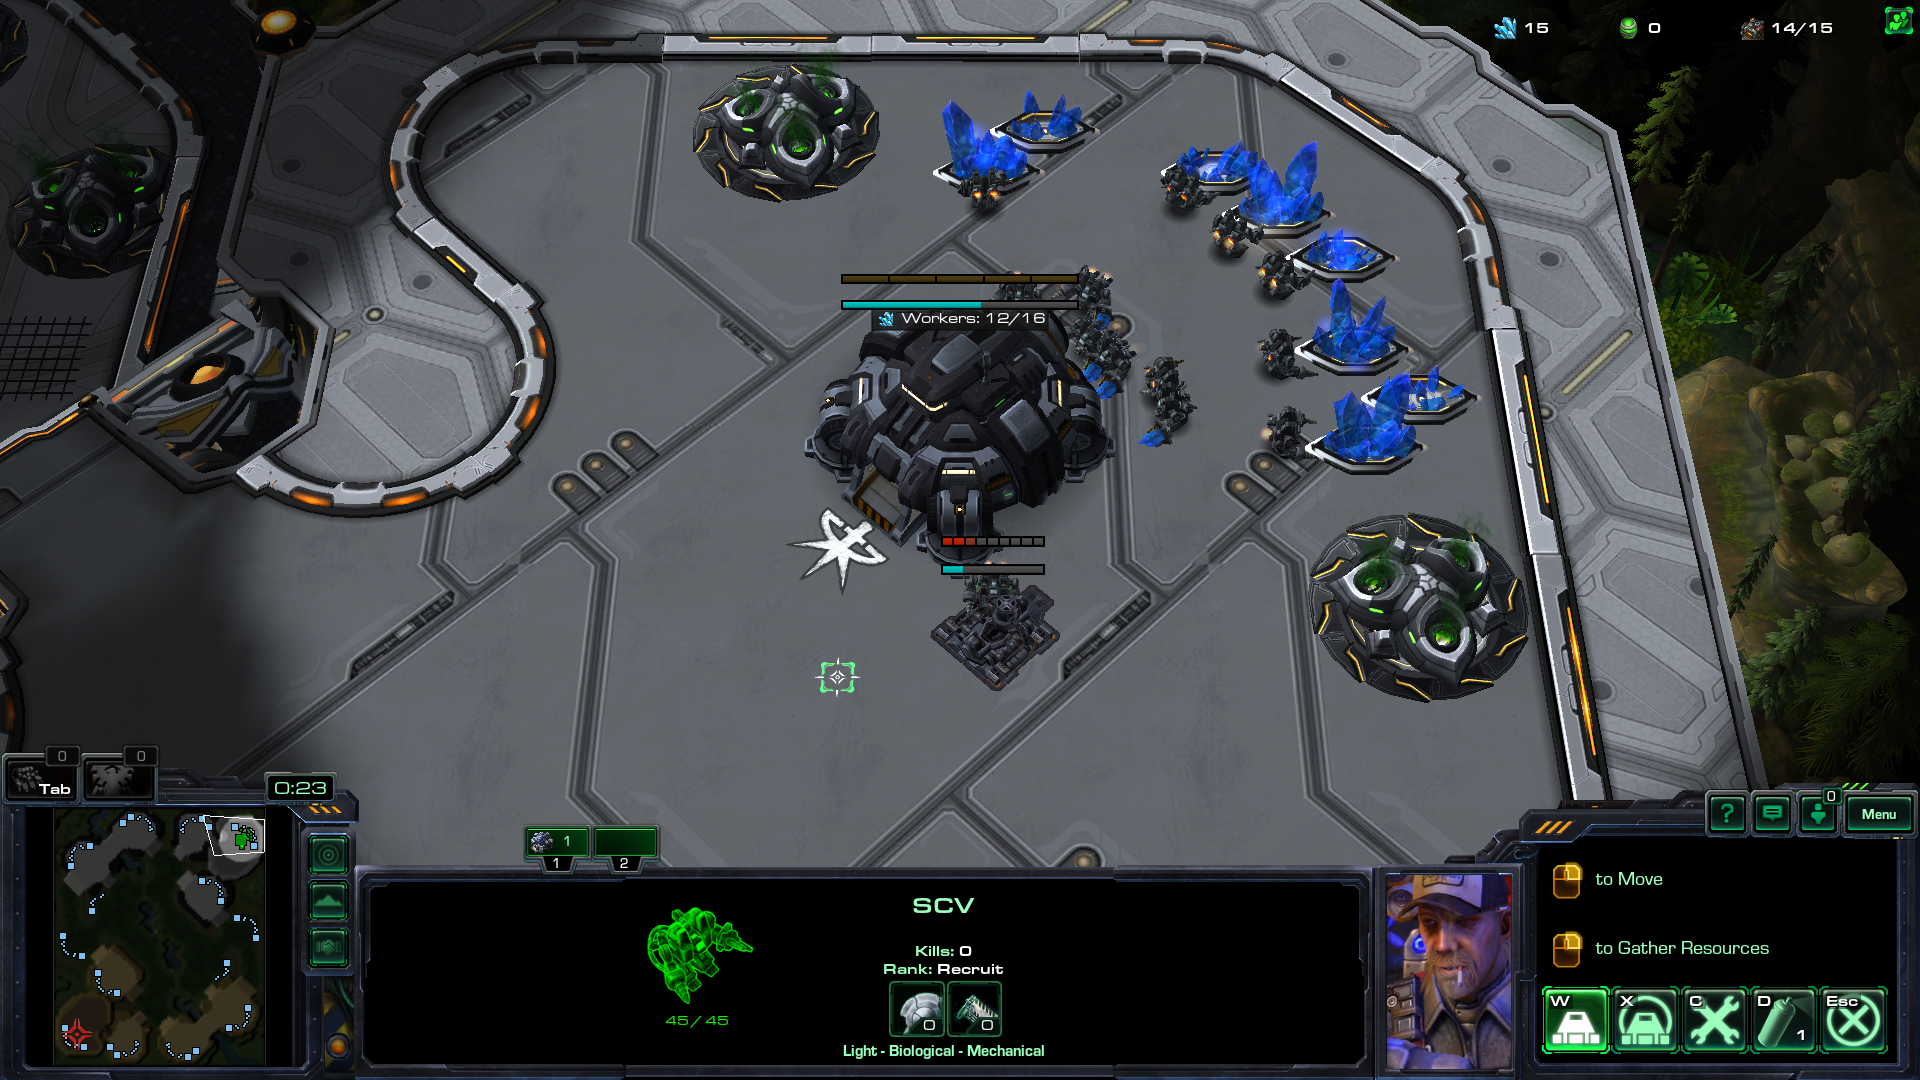 15
0
14/15
Workers: 12/16
0
0
Tab
0:23
0
?
Menu
1
1
2
SCV
Kills: 0
Rank: Recruit
0
0
45/45
Light - Biological - Mechanical
to Move
to Gather Resources
W
X
C
D
1
Esc